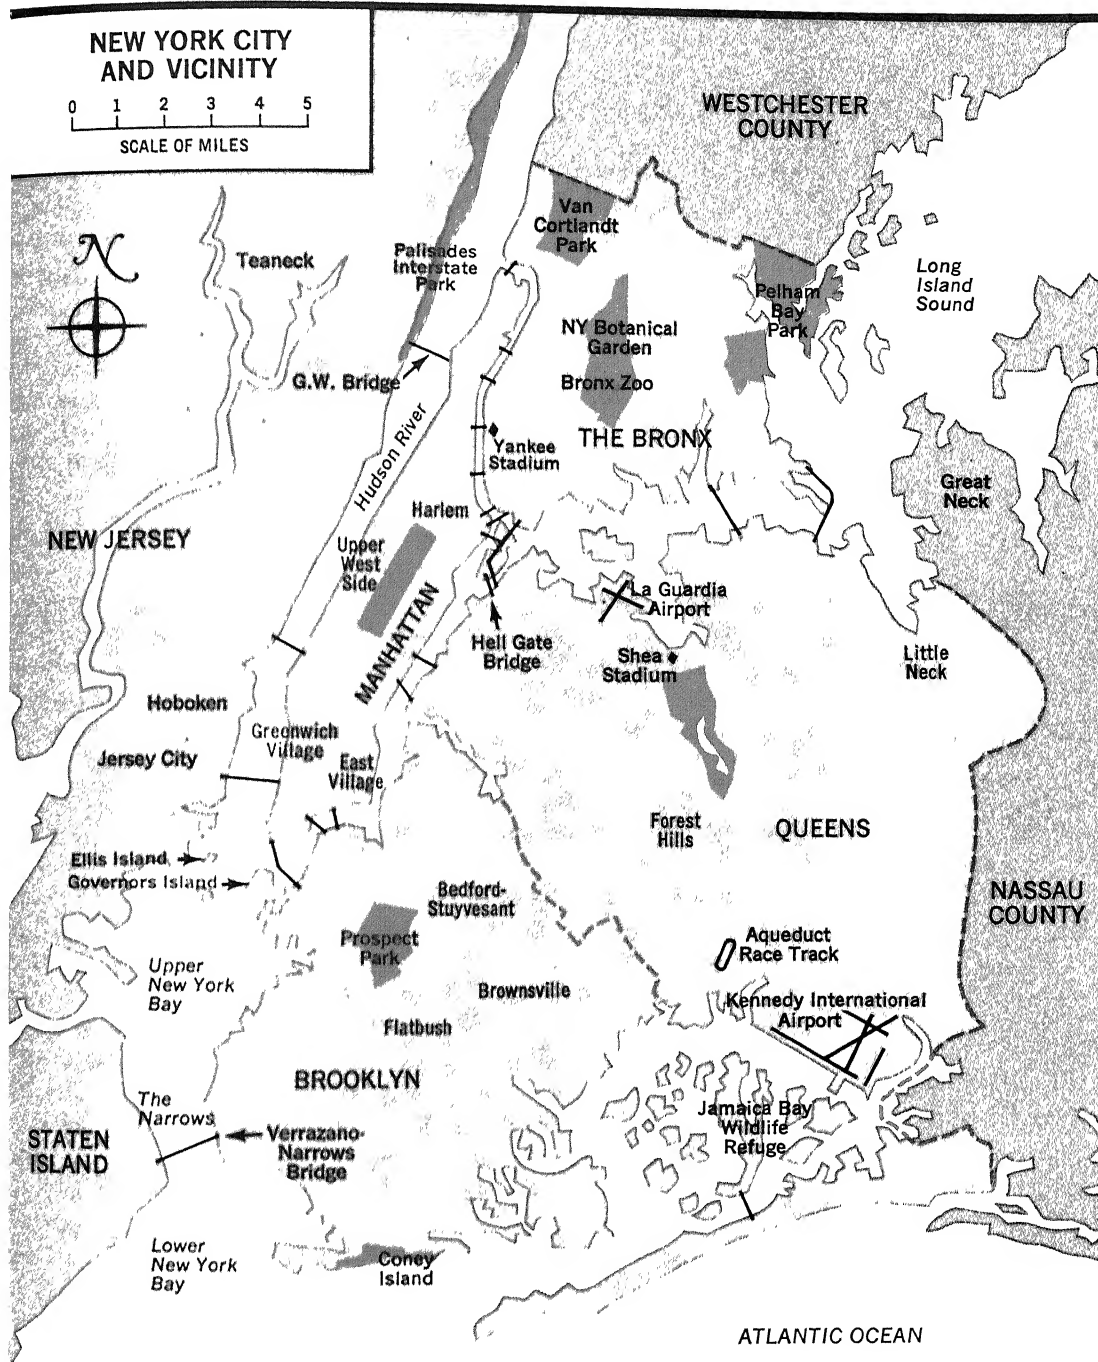 NEW YORK CITY
AND VICINITY
0 1 2 3 4 5
SCALE OF MILES
WESTCHESTER
COUNTY
Van
Cortlandt
Park
N
Teaneck
Palisades
Interstate
Park
Long
Island
Sound
Pelham
Bay
Park
NY Botanical
Garden
Bronx Zoo
G.W. Bridge
Hudson River
THE BRONX
Yankee
Stadium
Great
Neck
Harlem
NEW JERSEY
Upper
West
Side
MANHATTAN
La Guardia
Airport
Hell Gate
Bridge
Shea
Stadium
Little
Neck
Hoboken
Greenwich
Village
Jersey City
East
Village
Forest
Hills
QUEENS
Ellis Island
Governors Island
Bedford-
Stuyvesant
NASSAU
COUNTY
Prospect
Park
Aqueduct
Race Track
Upper
New York
Bay
Brownsville
Kennedy International
Airport
Flatbush
BROOKLYN
The
Narrows
Jamaica Bay
Wildlife
Refuge
STATEN
ISLAND
Verrazano-
Narrows
Bridge
Lower
New York
Bay
Coney
Island
ATLANTIC OCEAN